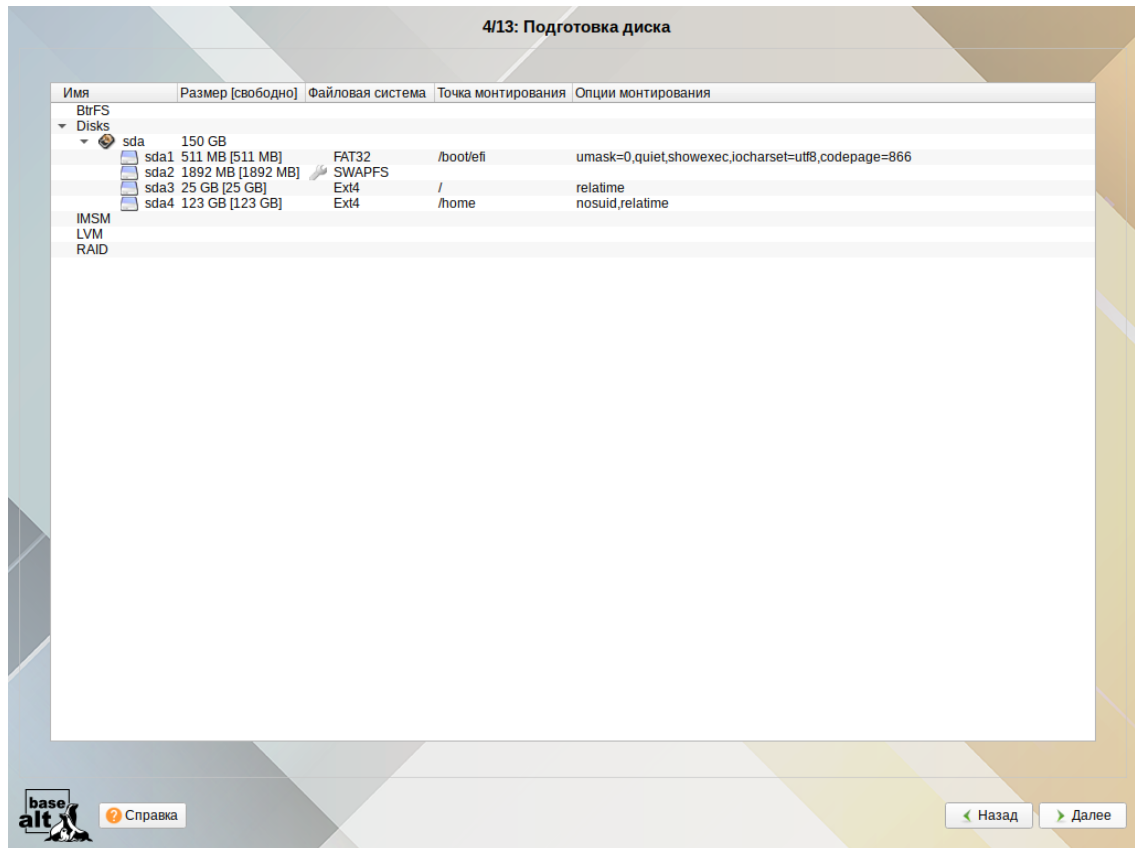 4/13: Подготовка диска
Имя Размер [свободно] Файловая система Точка монтирования Опции монтирования
BtrFS
Disks
sda 150 GB
sda1 511 MB [511 MB] FAT32 /boot/efi umask=0,quiet,showexec,iocharset=utf8,codepage=866
sda2 1892 MB [1892 MB] SWAPFS
sda3 25 GB [25 GB] Ext4 / relatime
sda4 123 GB [123 GB] Ext4 /home nosuid,relatime
IMSM
LVM
RAID
base
alt
Справка Назад Далее